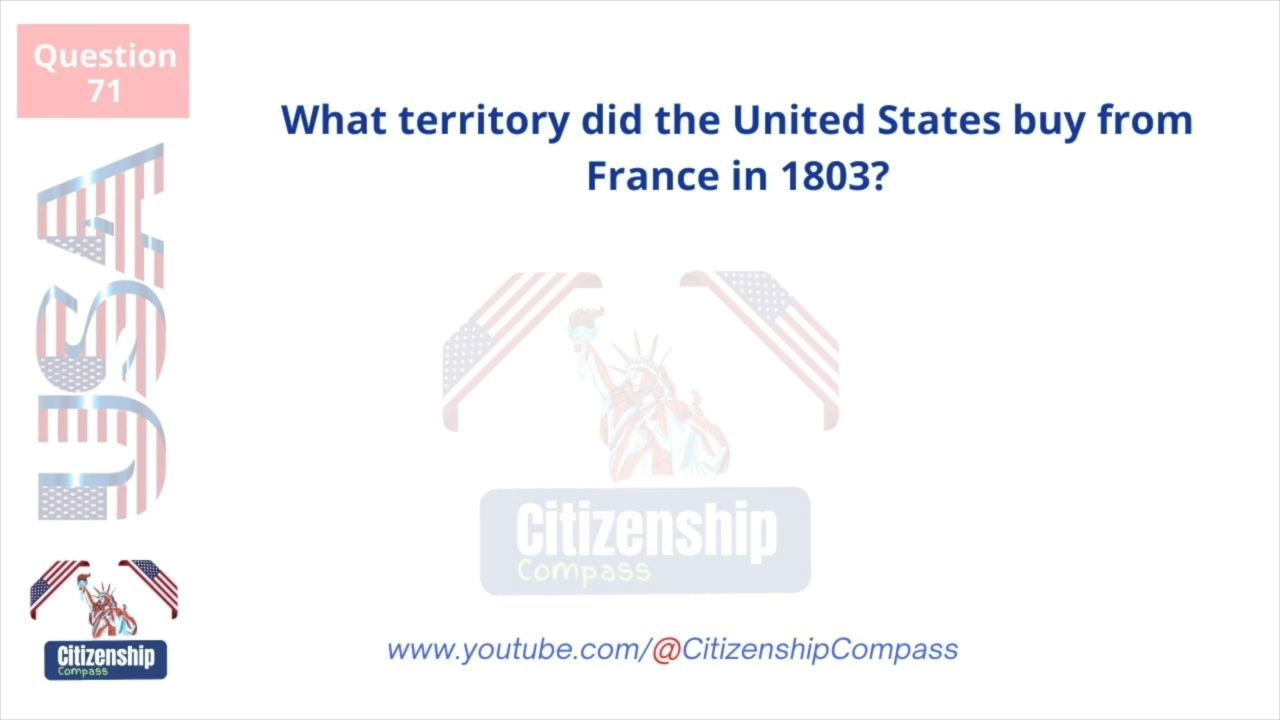 Question
71
What territory did the United States buy from
France in 1803?
USA
Citizenship
Compass
Citizenship
Compass
www.youtube.com/@CitizenshipCompass